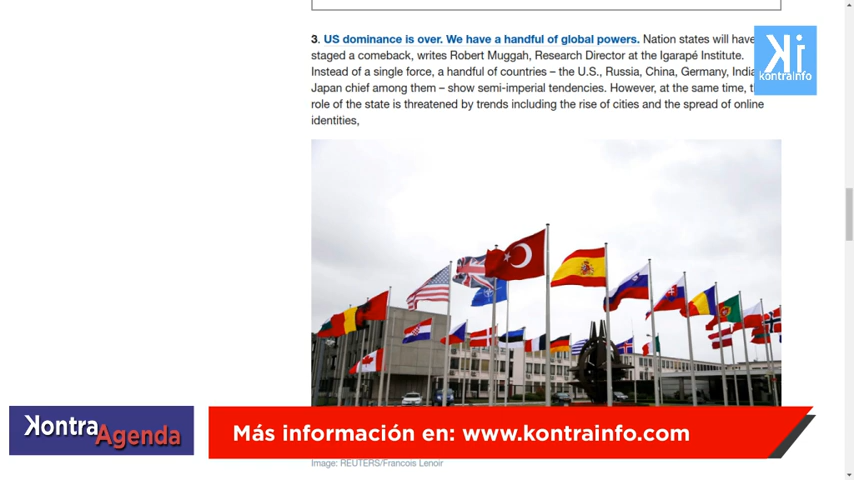 3. US dominance is over. We have a handful of global powers. Nation states will have
staged a comeback, writes Robert Muggah, Research Director at the Igarapé Institute.
Instead of a single force, a handful of countries – the U.S., Russia, China, Germany, India
Japan chief among them – show semi-imperial tendencies. However, at the same time,
role of the state is threatened by trends including the rise of cities and the spread of online
identities,
Ki
kontrainfo
KontraAgenda
Más información en: www.kontrainfo.com
Image: REUTERS/Francois Lenoir